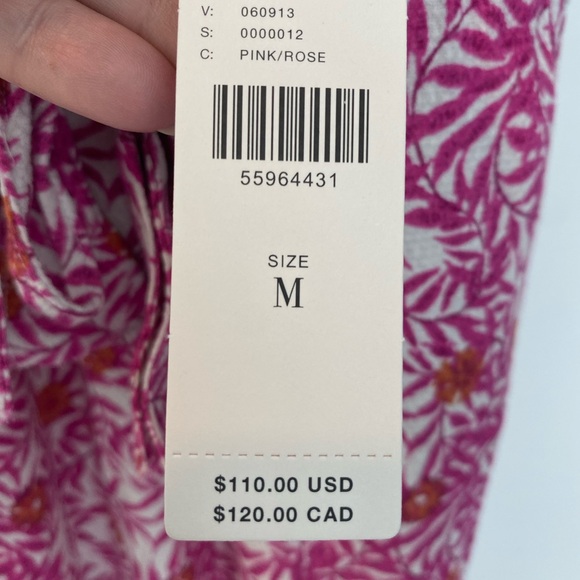 V: 060913
S: 0000012
C: PINK/ROSE
55964431
SIZE
M
$110.00 USD
$120.00 CAD